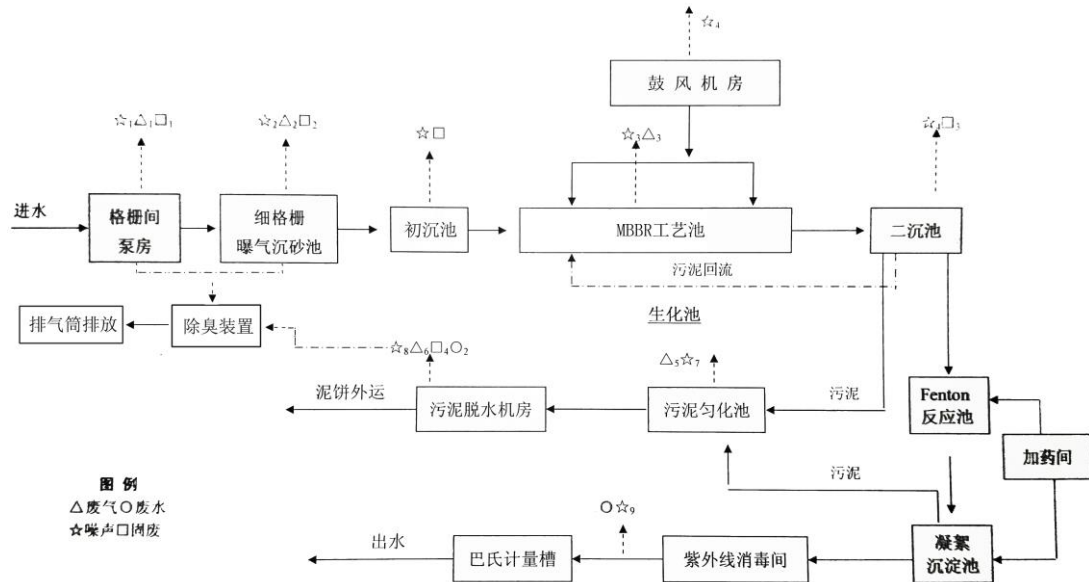 ☆₄
鼓风机房
☆₁△₁□₁
☆₂△₂□₂
☆□
☆₃△₃
☆₄□₃
进水
格栅间
泵房
细格栅
曝气沉砂池
初沉池
MBBR工艺池
二沉池
污泥回流
生化池
排气筒排放
除臭装置
☆₈△₆□₄○₂
△₅☆₇
泥饼外运
污泥脱水机房
污泥匀化池
污泥
Fenton
反应池
加药间
污泥
图例
△废气○废水
☆噪声□固废
○☆₉
出水
巴氏计量槽
紫外线消毒间
凝絮
沉淀池